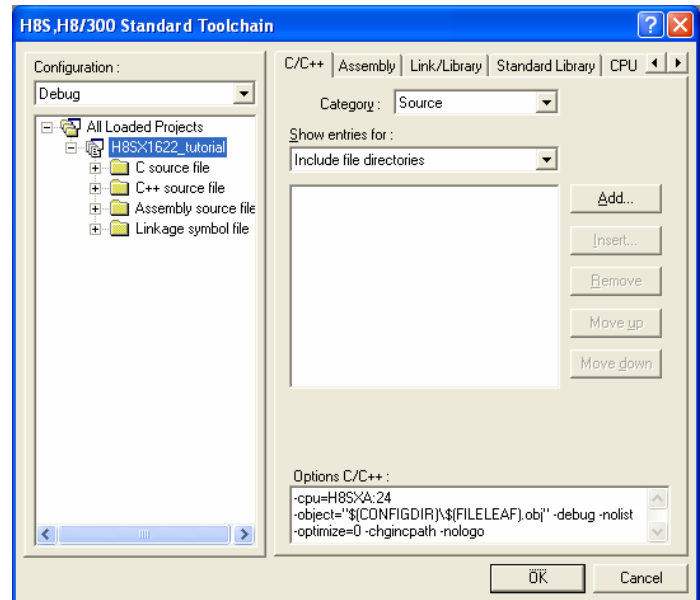 H8S,H8/300 Standard Toolchain
Configuration :
Debug
All Loaded Projects
H8SX1622_tutorial
C source file
C++ source file
Assembly source file
Linkage symbol file
C/C++ Assembly Link/Library Standard Library CPU
Category : Source
Show entries for :
Include file directories
Add...
Insert...
Remove
Move up
Move down
Options C/C++ :
-cpu=H8SXA:24
-object="$(CONFIGDIR)\$(FILELEAF).obj" -debug -nolist
-optimize=0 -chgincpath -nologo
OK Cancel